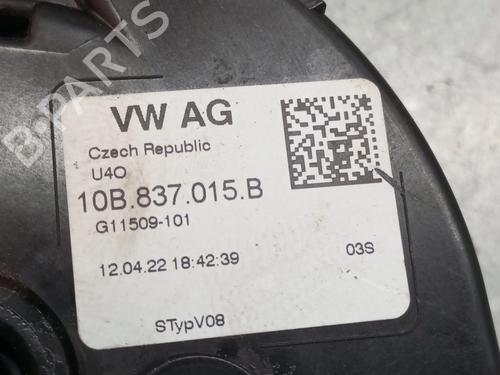 VW AG
Czech Republic
U4O
10B.837.015.B
G11509-101
12.04.22 18:42:39 03S
STypV08
B-PARTS